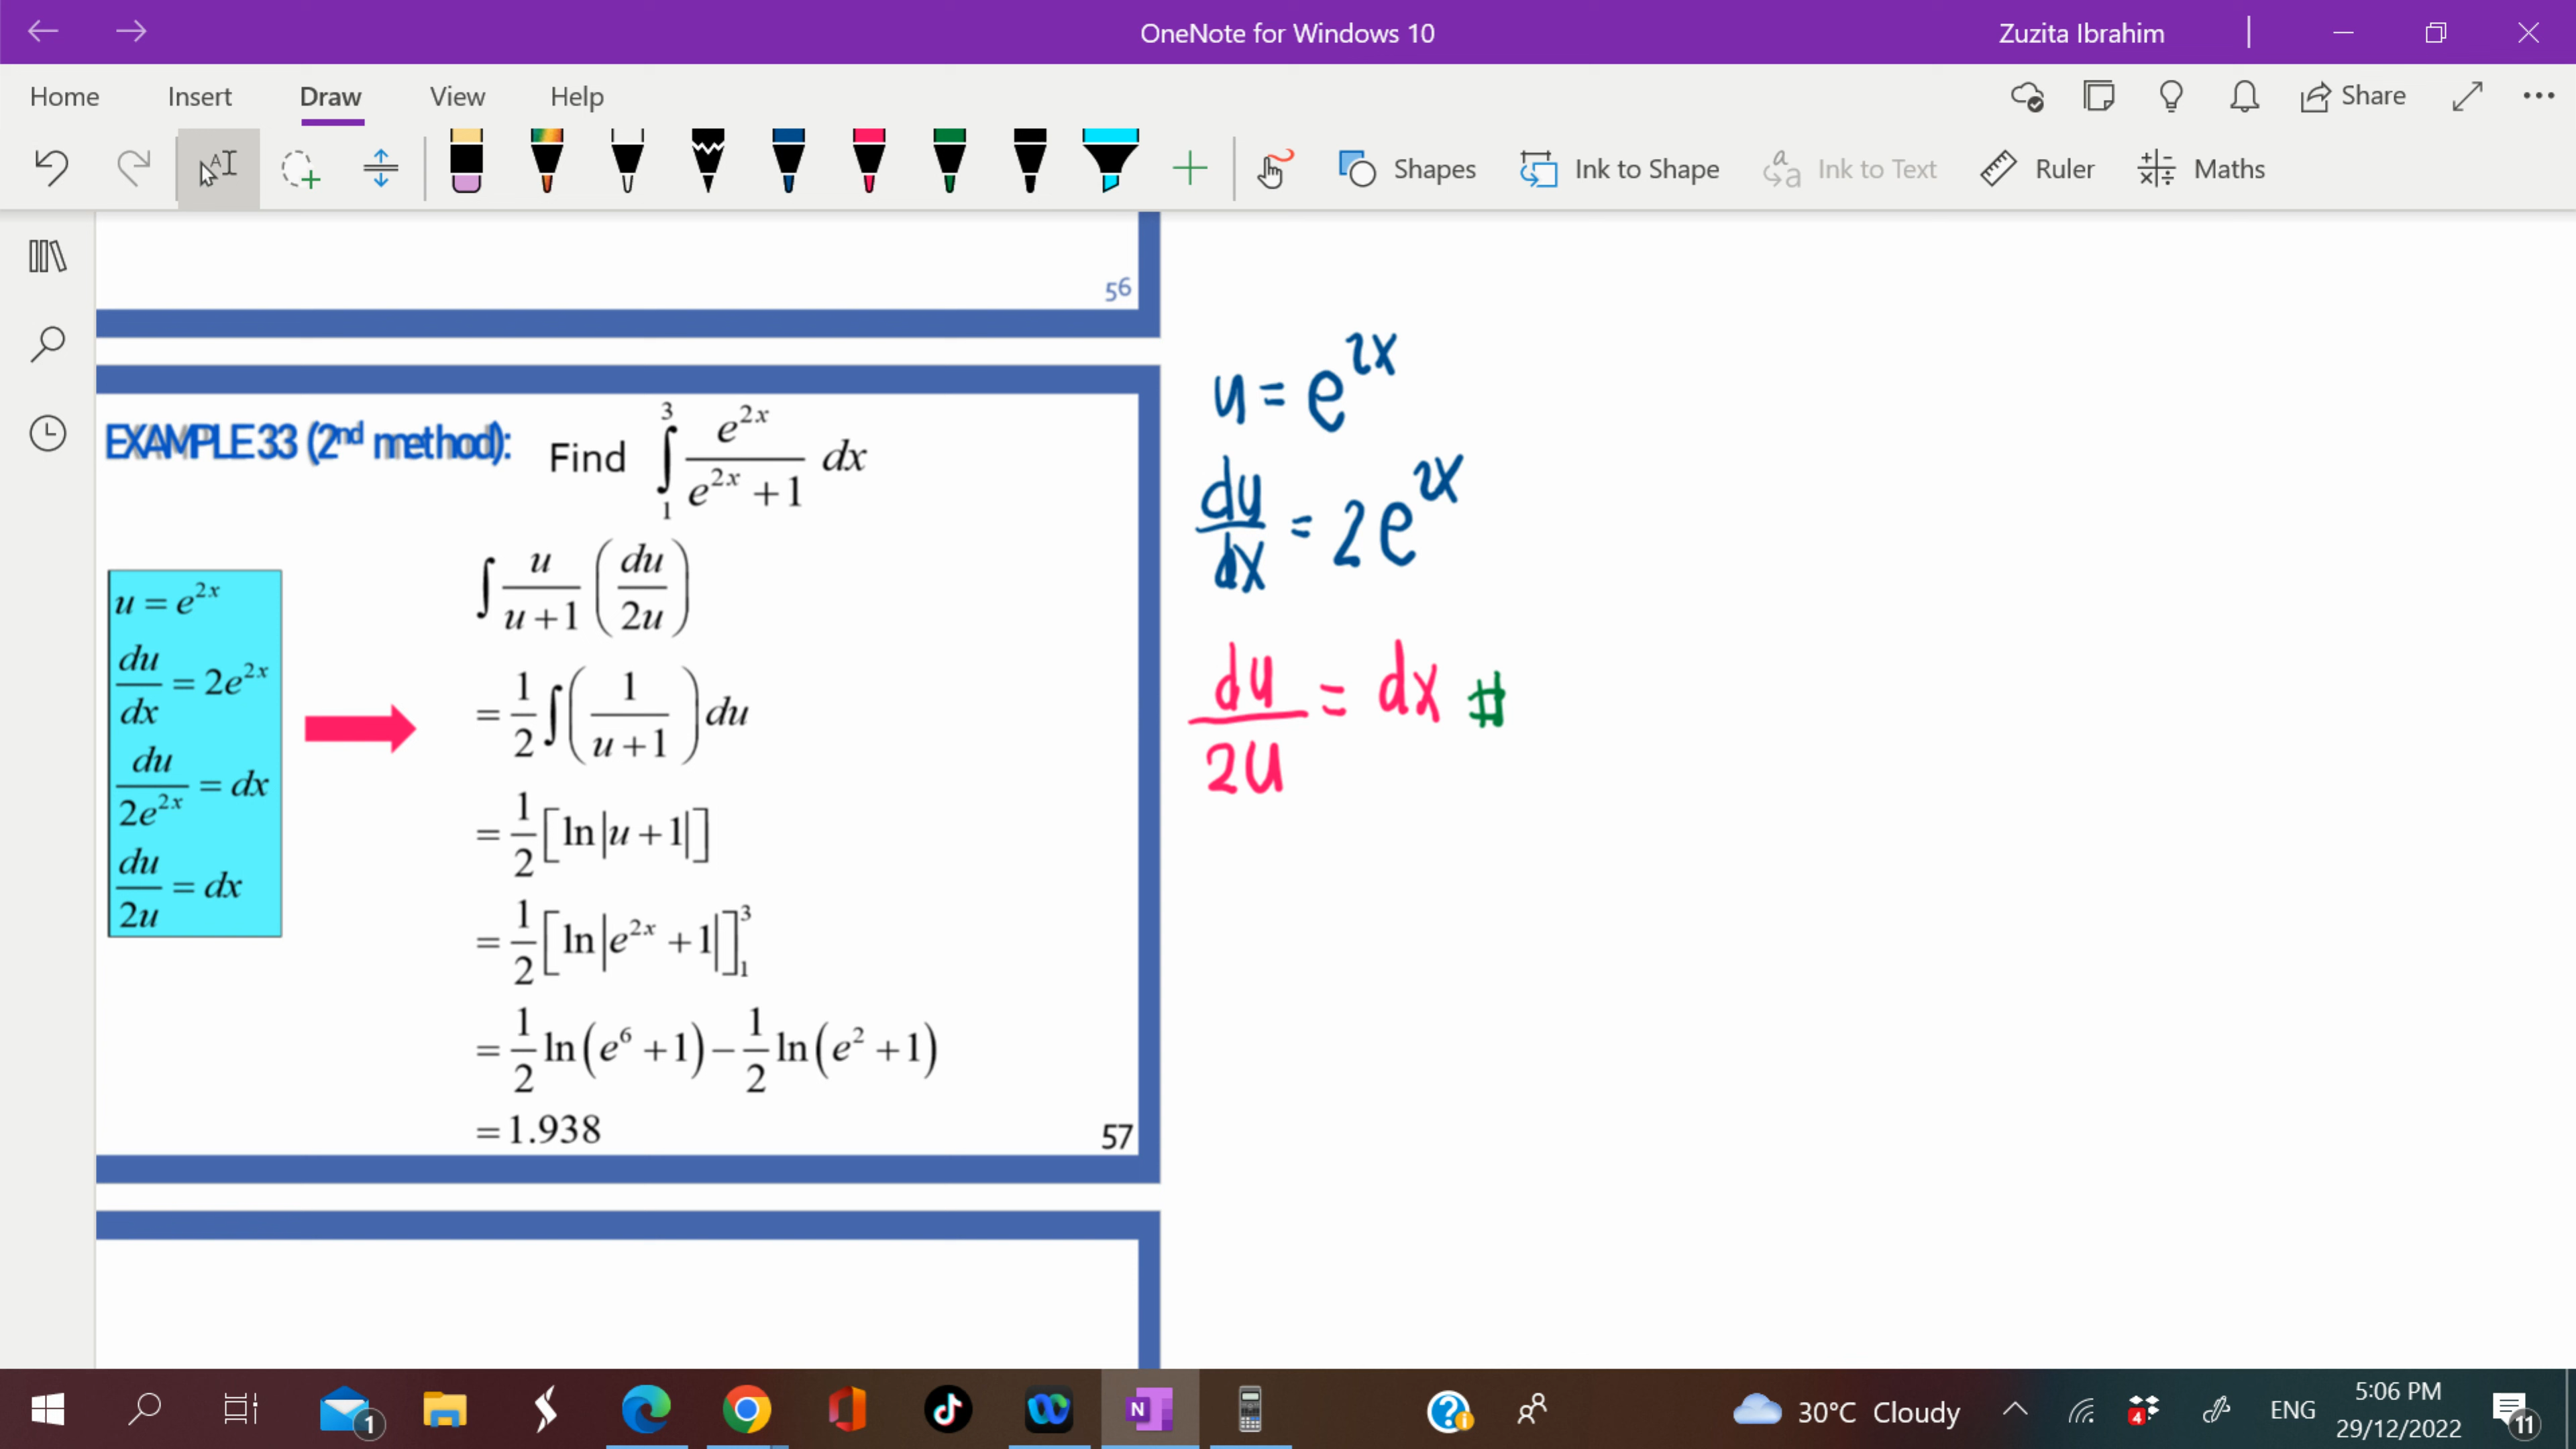 OneNote for Windows 10
Zuzita Ibrahim
Home Insert Draw View Help
Share
Shapes Ink to Shape Ink to Text Ruler Maths
56
EXAMPLE 33 (2nd method): Find ∫₁³ e^{2x}/(e^{2x}+1) dx
u = e^{2x}
du/dx = 2e^{2x}
du/(2e^{2x}) = dx
du/(2u) = dx
∫ u/(u+1) (du/(2u))
= 1/2 ∫ (1/(u+1)) du
= 1/2 [ln|u+1|]
= 1/2 [ln|e^{2x}+1|]₁³
= 1/2 ln(e⁶+1) − 1/2 ln(e²+1)
= 1.938
57
u = e^{2x}
du/dx = 2e^{2x}
du/2u = dx #
1
N
4
30°C Cloudy
ENG
5:06 PM
29/12/2022
11